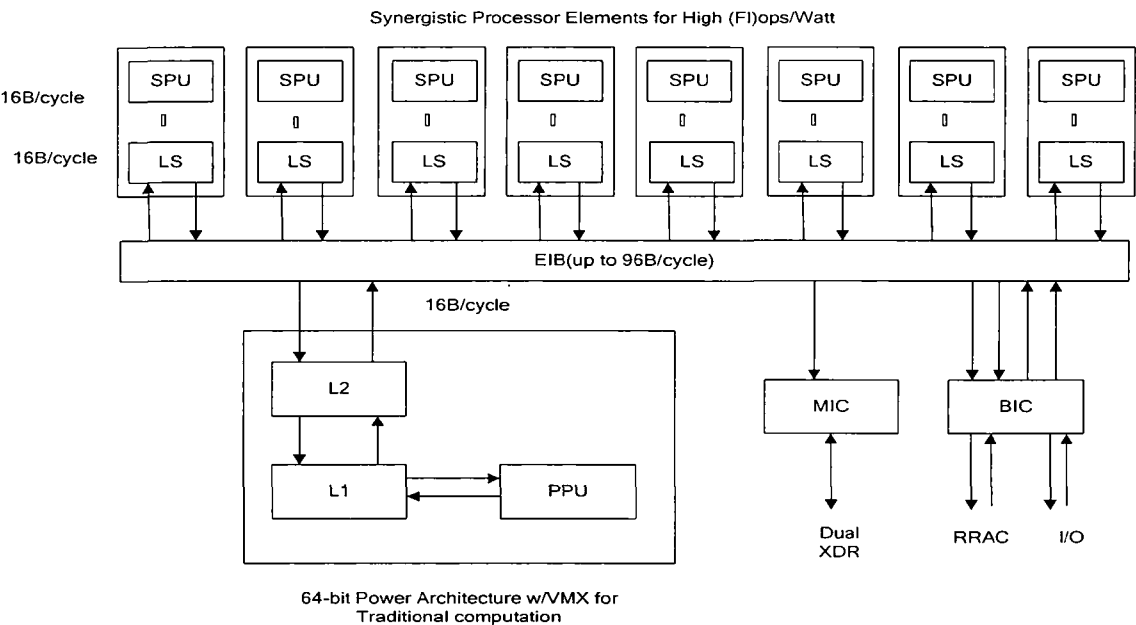 Synergistic Processor Elements for High (Fl)ops/Watt
SPU SPU SPU SPU SPU SPU SPU SPU
16B/cycle
16B/cycle
LS LS LS LS LS LS LS LS
EIB(up to 96B/cycle)
16B/cycle
L2
MIC
BIC
L1
PPU
Dual
XDR
RRAC
I/O
64-bit Power Architecture w/VMX for
Traditional computation